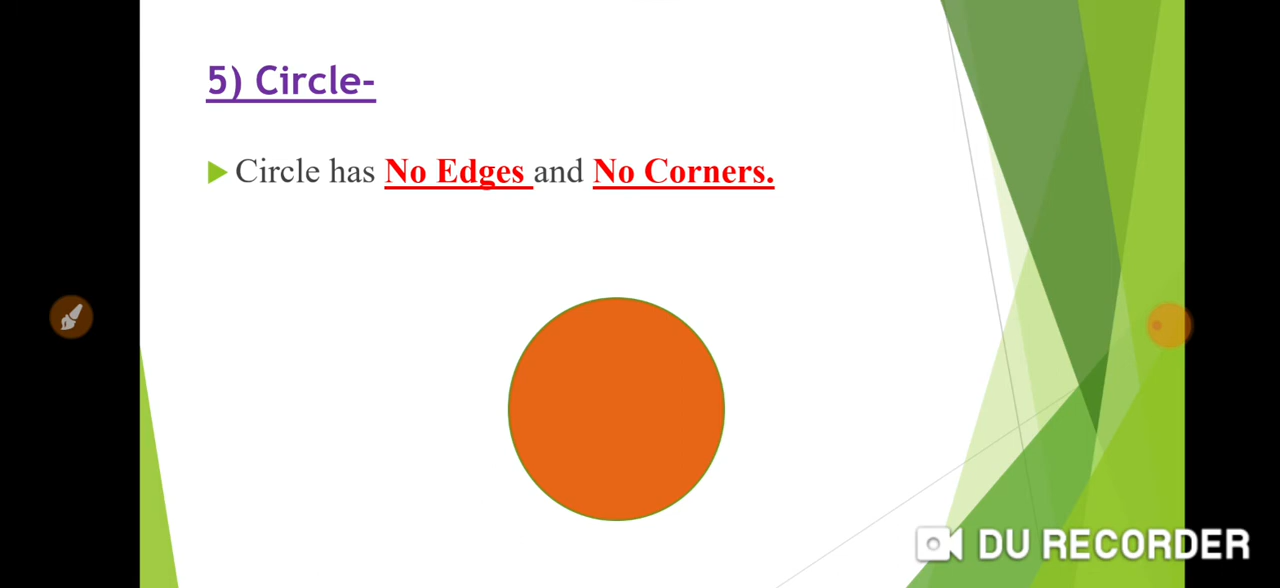 5) Circle-
Circle has No Edges and No Corners.
DU RECORDER